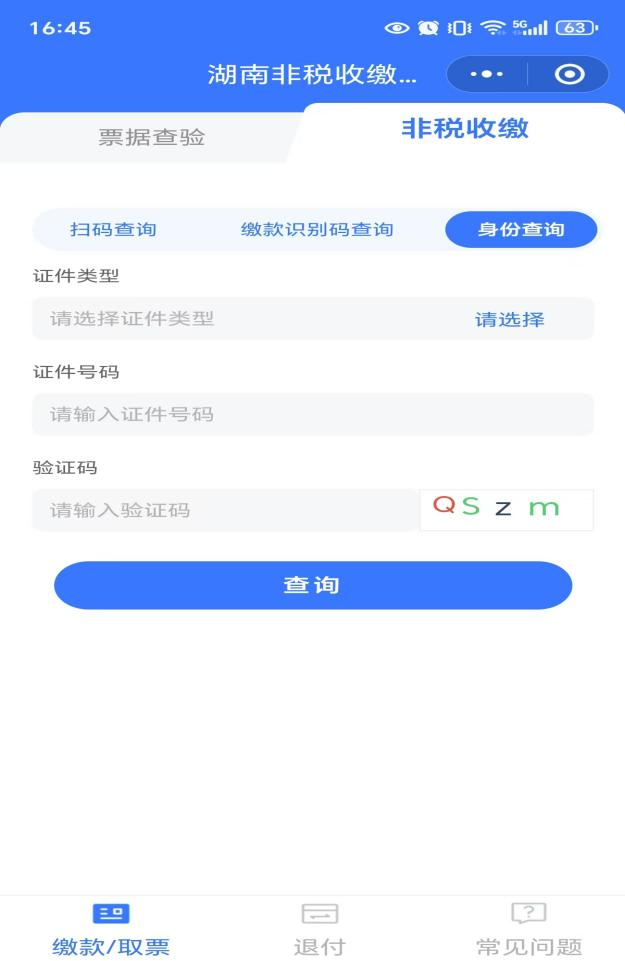 16:45
5G
63
湖南非税收缴...
票据查验
非税收缴
扫码查询
缴款识别码查询
身份查询
证件类型
请选择证件类型
请选择
证件号码
请输入证件号码
验证码
请输入验证码
QSzm
查询
缴款/取票
退付
常见问题